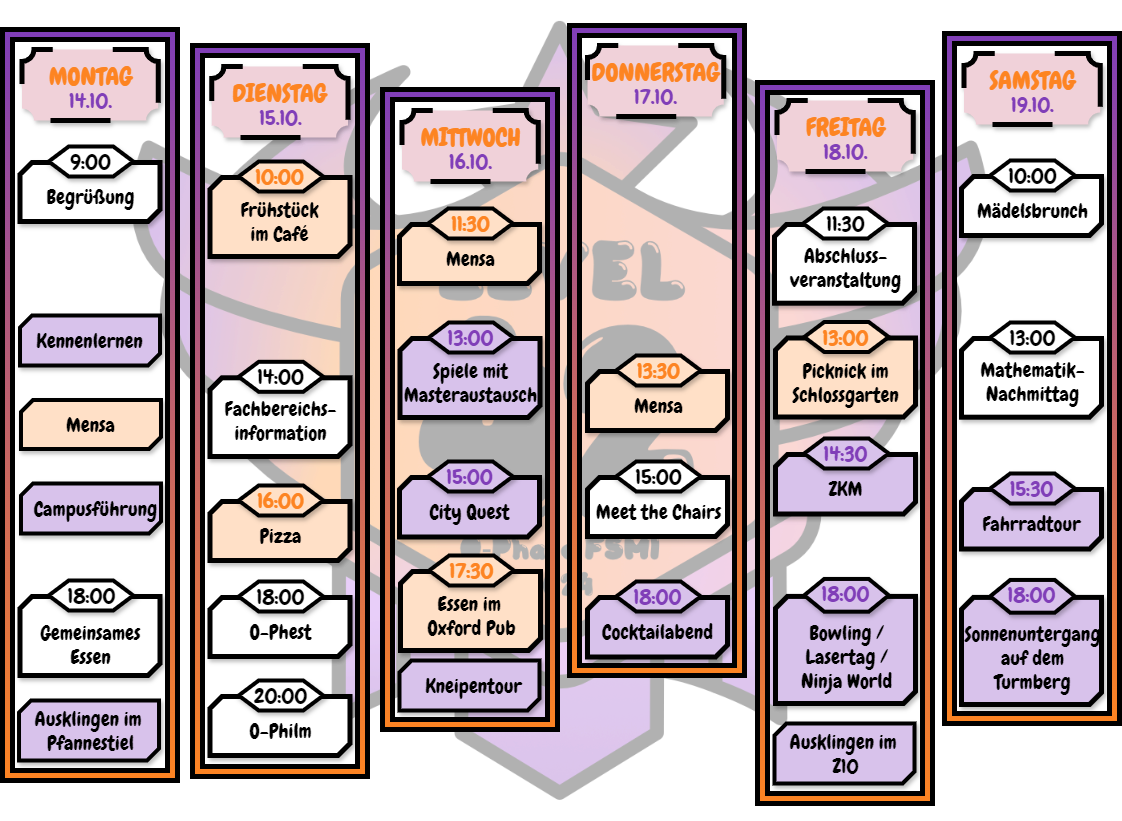 MONTAG
14.10.
9:00
Begrüßung
Kennenlernen
Mensa
Campusführung
18:00
Gemeinsames
Essen
Ausklingen im
Pfannestiel
DIENSTAG
15.10.
10:00
Frühstück
im Café
14:00
Fachbereichs-
information
16:00
Pizza
18:00
O-Phest
20:00
O-Philm
MITTWOCH
16.10.
11:30
Mensa
13:00
Spiele mit
Masteraustausch
15:00
City Quest
17:30
Essen im
Oxford Pub
Kneipentour
DONNERSTAG
17.10.
13:30
Mensa
15:00
Meet the Chairs
18:00
Cocktailabend
FREITAG
18.10.
11:30
Abschluss-
veranstaltung
13:00
Picknick im
Schlossgarten
14:30
ZKM
18:00
Bowling /
Lasertag /
Ninja World
Ausklingen im
Z10
SAMSTAG
19.10.
10:00
Mädelsbrunch
13:00
Mathematik-
Nachmittag
15:30
Fahrradtour
18:00
Sonnenuntergang
auf dem
Turmberg